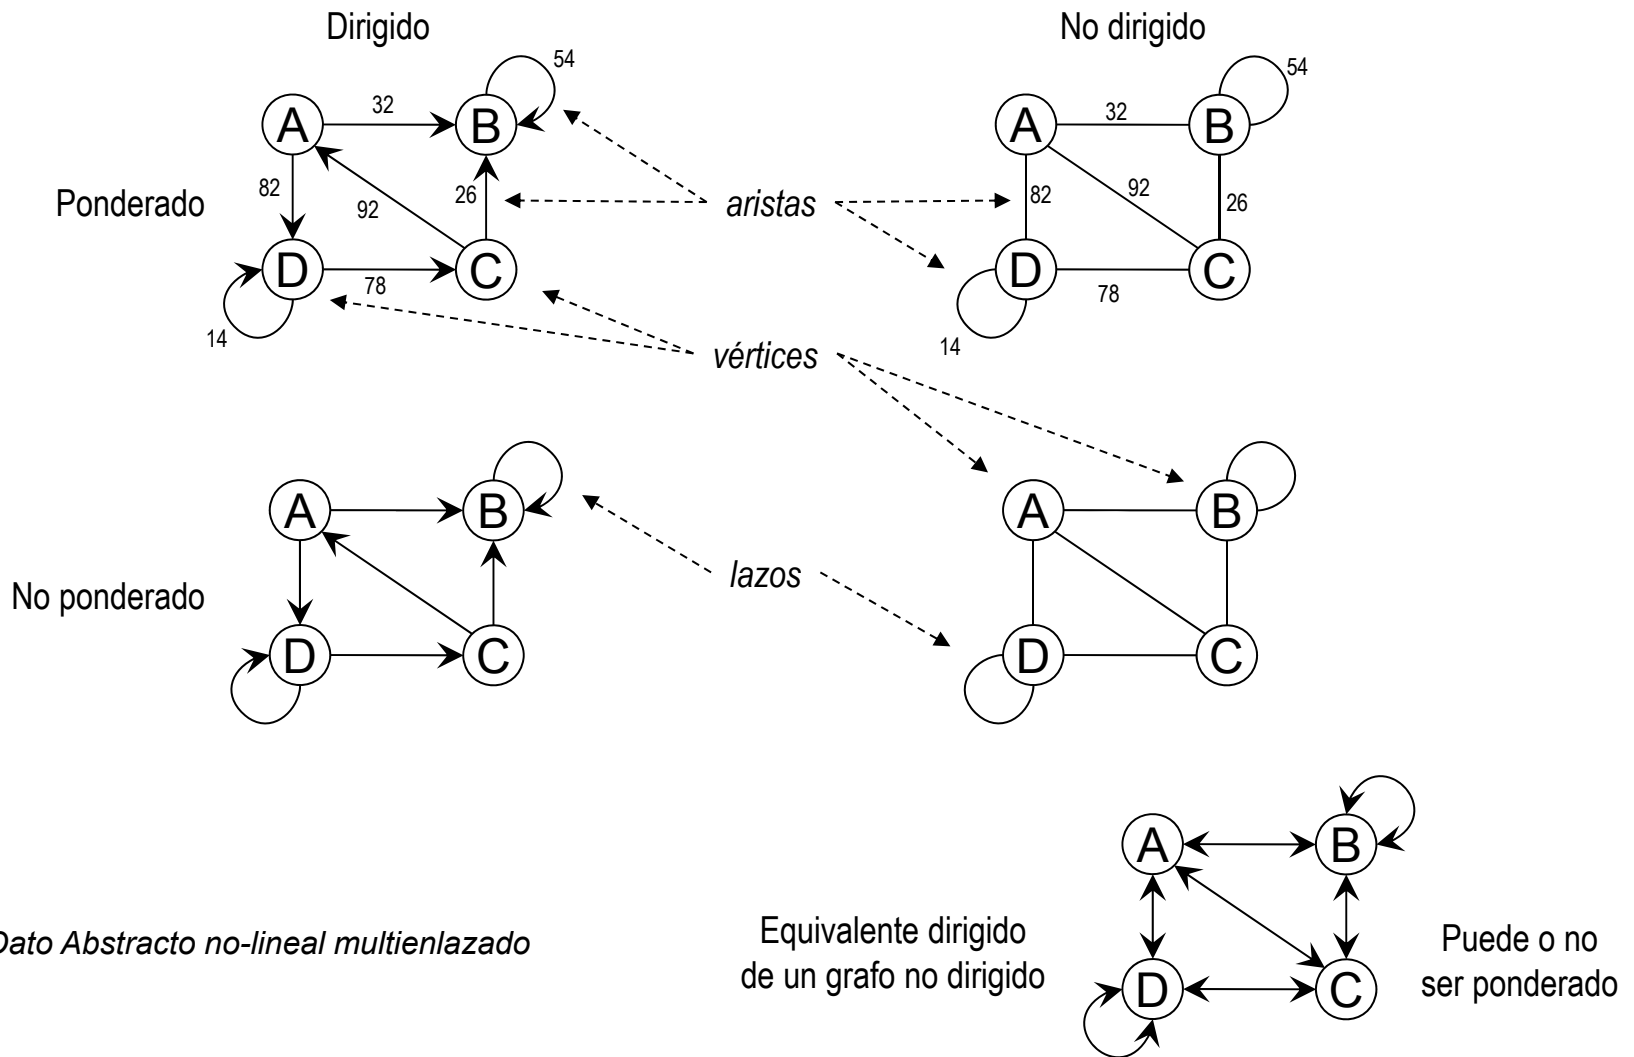 Dirigido
No dirigido
54
54
A
32
B
A
32
B
Ponderado
82
92
26
aristas
82
92
26
D
78
C
D
78
C
14
14
vértices
A
B
A
B
No ponderado
lazos
D
C
D
C
A
B
Dato Abstracto no-lineal multienlazado
Equivalente dirigido
de un grafo no dirigido
Puede o no
ser ponderado
D
C